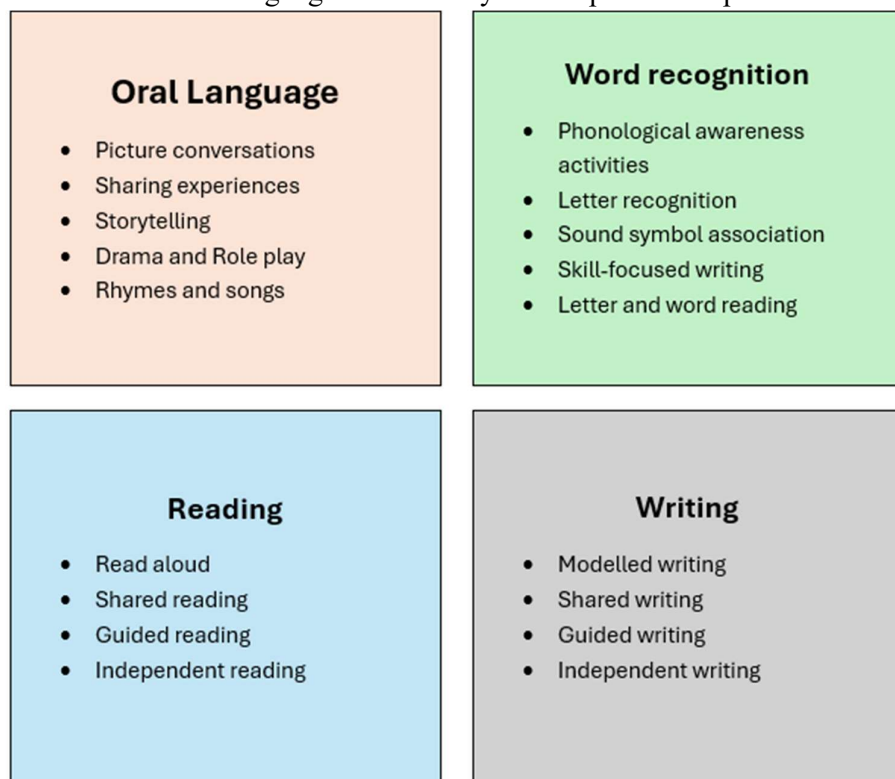 Oral Language
• Picture conversations
• Sharing experiences
• Storytelling
• Drama and Role play
• Rhymes and songs
Word recognition
• Phonological awareness
activities
• Letter recognition
• Sound symbol association
• Skill-focused writing
• Letter and word reading
Reading
• Read aloud
• Shared reading
• Guided reading
• Independent reading
Writing
• Modelled writing
• Shared writing
• Guided writing
• Independent writing